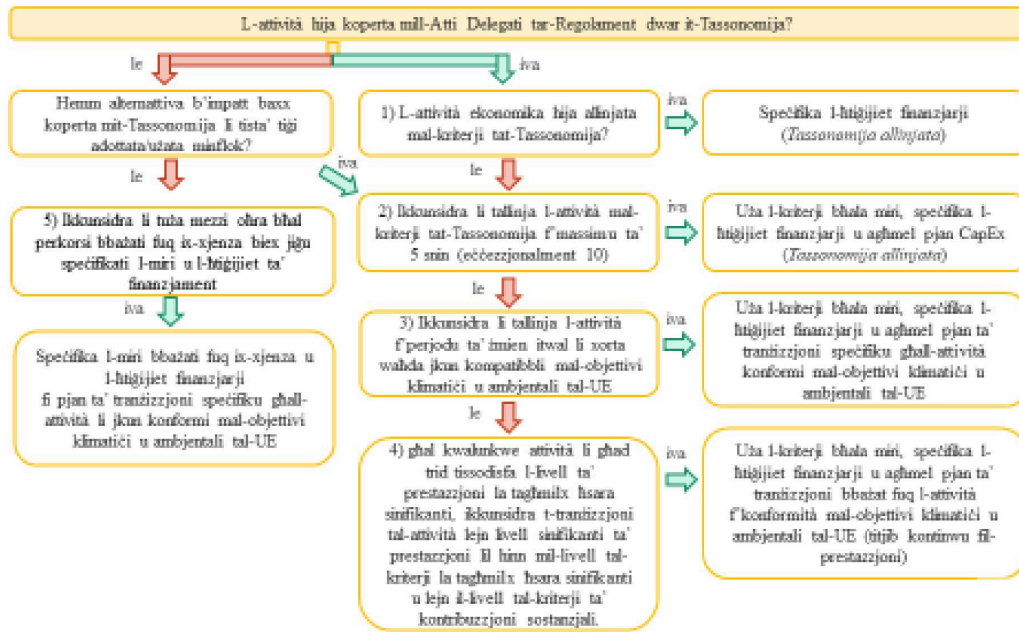 L-attività hija koperta mill-Atti Delegati tar-Regolament dwar it-Tassonomija?
le
iva
Hemm alternattiva b'impatt baxx
koperta mit-Tassonomija li tista' tiġi
adottata/użata minflok?
1) L-attività ekonomika hija allinjata
mal-kriterji tat-Tassonomija?
iva
Speċifika l-ħtiġijiet finanzjarji
(Tassonomija allinjata)
le
iva
le
5) Ikkunsidra li tuża mezzi oħra bħal
perkorsi bbażati fuq ix-xjenza biex jiġu
speċifikati l-miri u l-ħtiġijiet ta'
finanzjament
2) Ikkunsidra li tallinja l-attività mal-
kriterji tat-Tassonomija f'massimu ta'
5 snin (eċċezzjonalment 10)
iva
Uża l-kriterji bħala miri, speċifika l-
ħtiġijiet finanzjarji u agħmel pjan CapEx
(Tassonomija allinjata)
iva
le
Speċifika l-miri bbażati fuq ix-xjenza u
l-ħtiġijiet finanzjarji
fi pjan ta' tranżizzjoni speċifiku għall-
attività li jkun konformi mal-objettivi
klimatiċi u ambjentali tal-UE
3) Ikkunsidra li tallinja l-attività
f'perjodu ta' żmien itwal li xorta
waħda jkun kompatibbli mal-objettivi
klimatiċi u ambjentali tal-UE
iva
Uża l-kriterji bħala miri, speċifika l-
ħtiġijiet finanzjarji u agħmel pjan ta'
tranżizzjoni speċifiku għall-attività
konformi mal-objettivi klimatiċi u
ambjentali tal-UE
le
4) għal kwalunkwe attività li għad
trid tissodisfa l-livell ta'
prestazzjoni la tagħmilx ħsara
sinifikanti, ikkunsidra t-tranżizzjoni
tal-attività lejn livell sinifikanti ta'
prestazzjoni lil hinn mil-livell tal-
kriterji la tagħmilx ħsara sinifikanti
u lejn il-livell tal-kriterji ta'
kontribuzzjoni sostanzjali.
iva
Uża l-kriterji bħala miri, speċifika l-
ħtiġijiet finanzjarji u agħmel pjan ta'
tranżizzjoni bbażat fuq l-attività
f'konformità mal-objettivi klimatiċi u
ambjentali tal-UE (titjib kontinwu fil-
prestazzjoni)